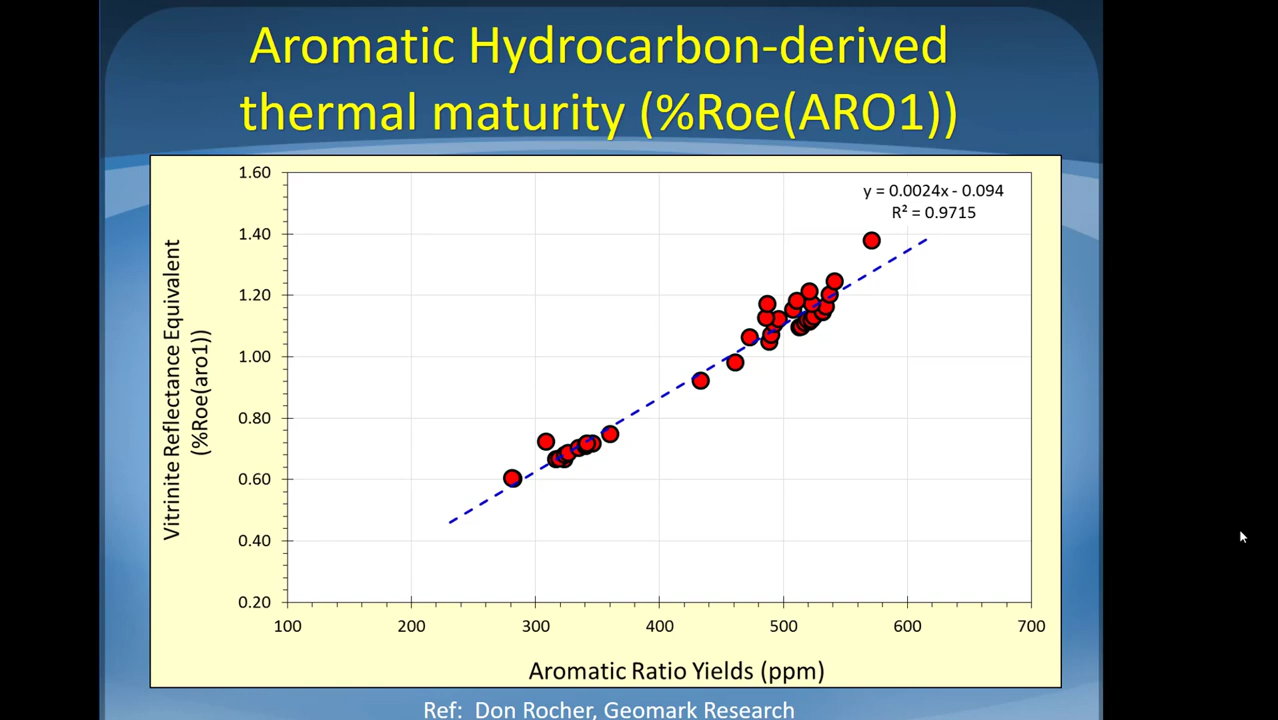 Aromatic Hydrocarbon-derived
thermal maturity (%Roe(ARO1))
y = 0.0024x - 0.094
R² = 0.9715
Vitrinite Reflectance Equivalent
(%Roe(aro1))
1.60
1.40
1.20
1.00
0.80
0.60
0.40
0.20
100 200 300 400 500 600 700
Aromatic Ratio Yields (ppm)
Ref: Don Rocher, Geomark Research